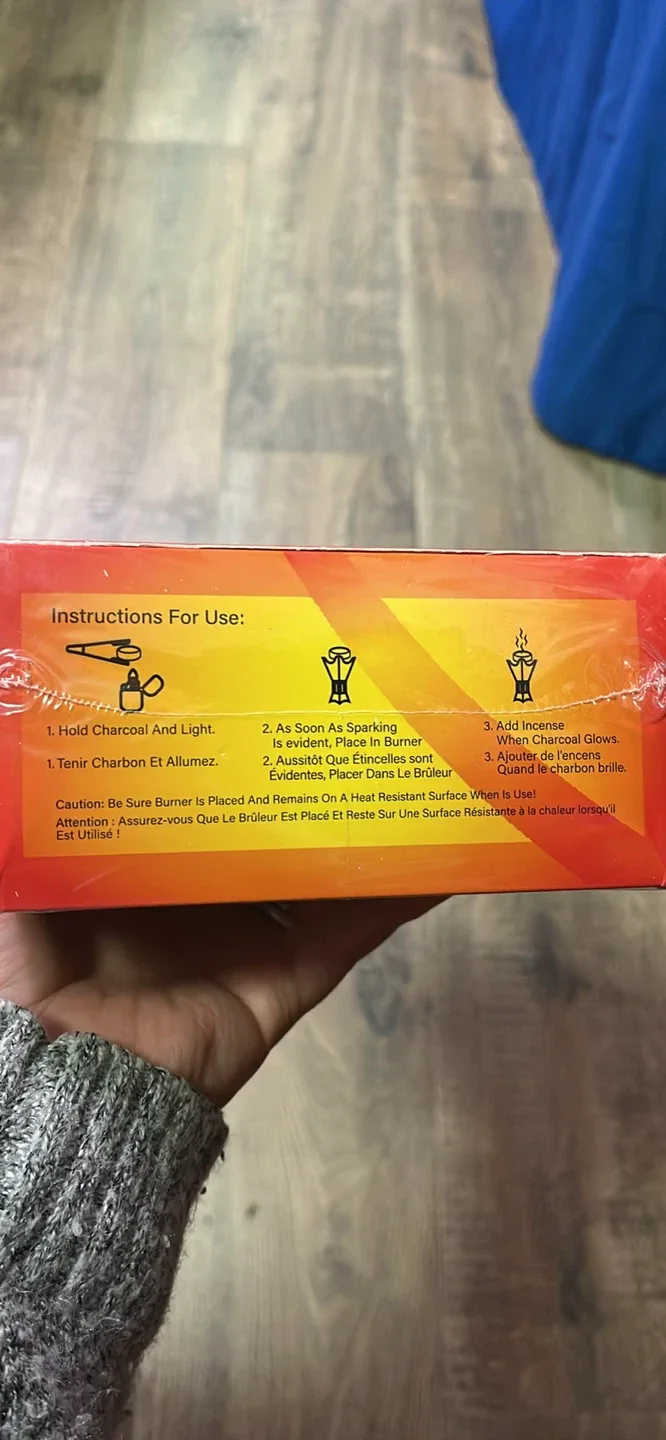 Instructions For Use:
1. Hold Charcoal And Light.
1. Tenir Charbon Et Allumez.
2. As Soon As Sparking
Is evident, Place In Burner
2. Aussitôt Que Étincelles sont
Évidentes, Placer Dans Le Brûleur
3. Add Incense
When Charcoal Glows.
3. Ajouter de l'encens
Quand le charbon brille.
Caution: Be Sure Burner Is Placed And Remains On A Heat Resistant Surface When Is Use!
Attention : Assurez-vous Que Le Brûleur Est Placé Et Reste Sur Une Surface Résistante à la chaleur lorsqu'il
Est Utilisé !